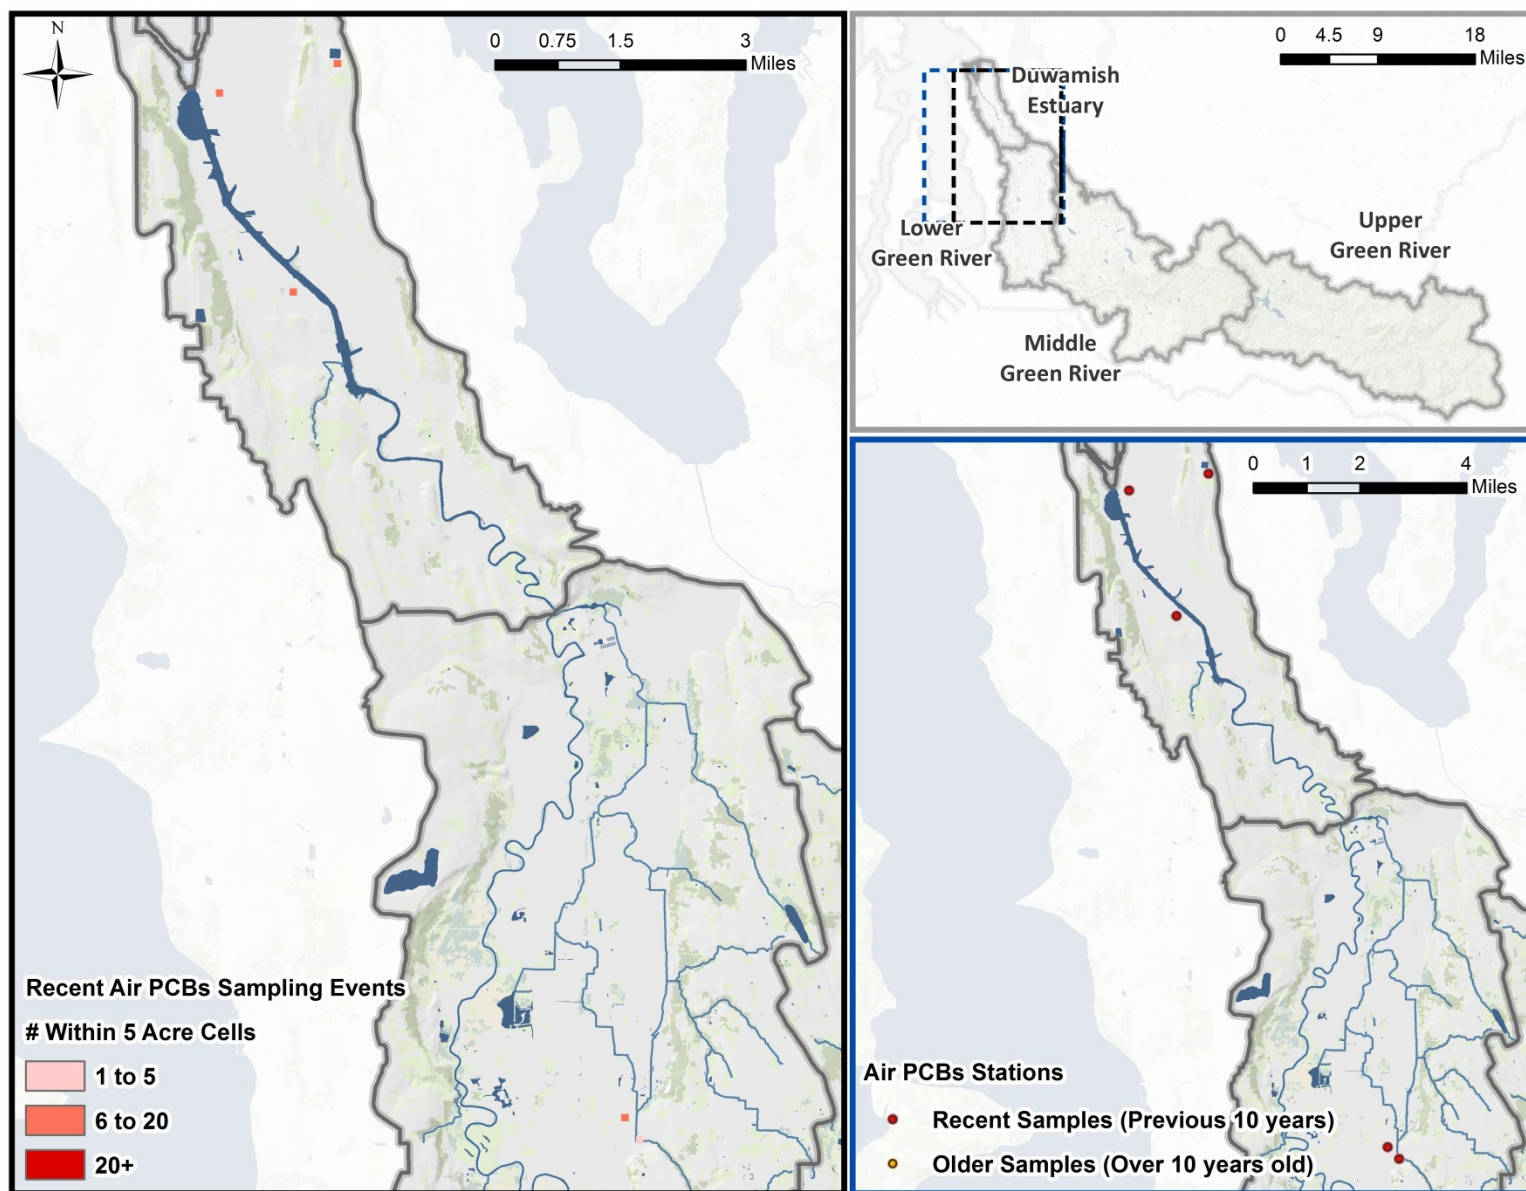 N
0 0.75 1.5 3
Miles
Recent Air PCBs Sampling Events
# Within 5 Acre Cells
1 to 5
6 to 20
20+
0 4.5 9 18
Miles
Duwamish
Estuary
Lower
Green River
Upper
Green River
Middle
Green River
0 1 2 4
Miles
Air PCBs Stations
Recent Samples (Previous 10 years)
Older Samples (Over 10 years old)